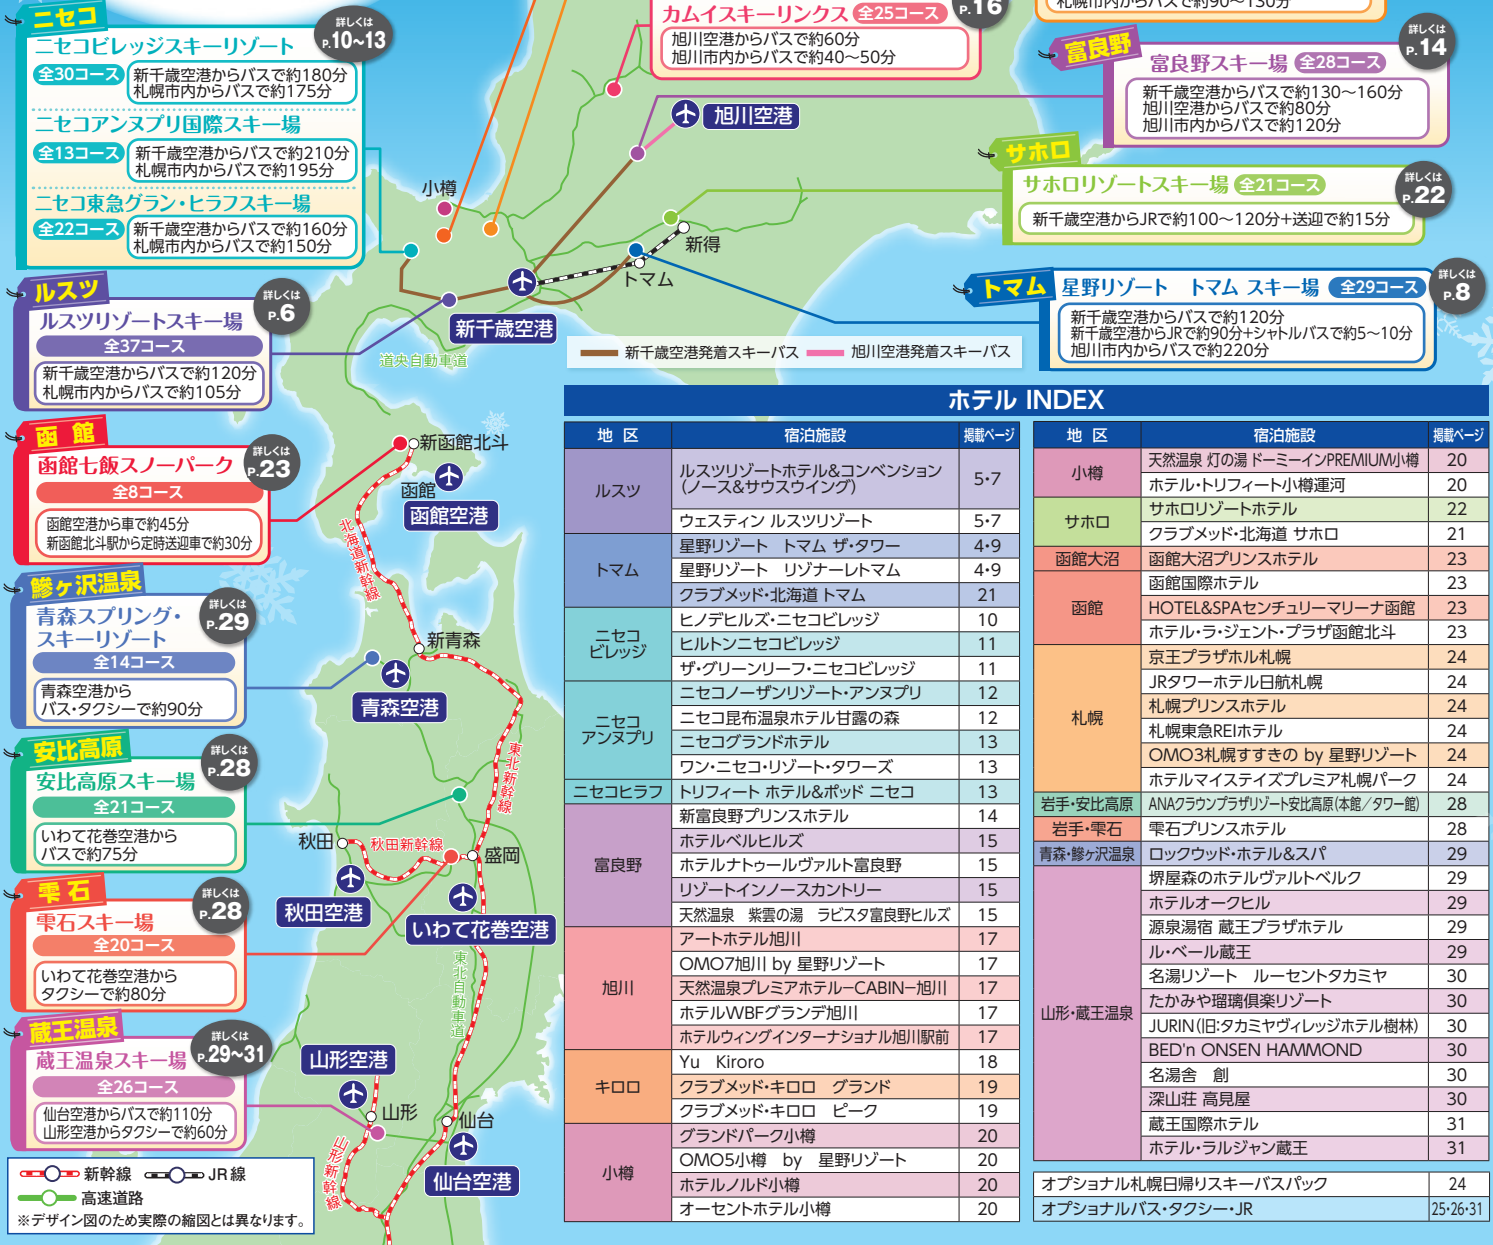 ニセコ
詳しくは
P.10~13
ニセコビレッジスキーリゾート
全30コース
新千歳空港からバスで約180分
札幌市内からバスで約175分
ニセコアンヌプリ国際スキー場
全13コース
新千歳空港からバスで約210分
札幌市内からバスで約195分
ニセコ東急グラン・ヒラフスキー場
全22コース
新千歳空港からバスで約160分
札幌市内からバスで約150分
カムイスキーリンクス 全25コース
P.16
旭川空港からバスで約60分
旭川市内からバスで約40〜50分
札幌市内からバスで約90〜130分
富良野
詳しくは
P.14
富良野スキー場 全28コース
新千歳空港からバスで約130〜160分
旭川空港からバスで約80分
旭川市内からバスで約120分
サホロ
詳しくは
P.22
サホロリゾートスキー場 全21コース
新千歳空港からJRで約100〜120分+送迎で約15分
トマム
詳しくは
P.8
星野リゾート トマム スキー場 全29コース
新千歳空港からバスで約120分
新千歳空港からJRで約90分+シャトルバスで約5〜10分
旭川市内からバスで約220分
ルスツ
詳しくは
P.6
ルスツリゾートスキー場
全37コース
新千歳空港からバスで約120分
札幌市内からバスで約105分
函館
詳しくは
P.23
函館七飯スノーパーク
全8コース
函館空港から車で約45分
新函館北斗駅から定時送迎車で約30分
鰺ヶ沢温泉
詳しくは
P.29
青森スプリング・
スキーリゾート
全14コース
青森空港から
バス・タクシーで約90分
安比高原
詳しくは
P.28
安比高原スキー場
全21コース
いわて花巻空港から
バスで約75分
雫石
詳しくは
P.28
雫石スキー場
全20コース
いわて花巻空港から
タクシーで約80分
蔵王温泉
詳しくは
P.29~31
蔵王温泉スキー場
全26コース
仙台空港からバスで約110分
山形空港からタクシーで約60分
旭川空港
小樽
新得
トマム
新千歳空港
道央自動車道
新千歳空港発着スキーバス 旭川空港発着スキーバス
新函館北斗
函館
函館空港
北海道新幹線
新青森
青森空港
東北新幹線
秋田
秋田新幹線
盛岡
秋田空港
いわて花巻空港
東北自動車道
山形空港
山形
仙台
山形新幹線
仙台空港
新幹線 JR線
高速道路
※デザイン図のため実際の縮図とは異なります。
ホテル INDEX
地区 宿泊施設 掲載ページ
ルスツ
ルスツリゾートホテル&コンベンション
(ノース&サウスウイング) 5・7
ウェスティン ルスツリゾート 5・7
トマム
星野リゾート トマム ザ・タワー 4・9
星野リゾート リゾナーレトマム 4・9
クラブメッド・北海道 トマム 21
ニセコ
ビレッジ
ヒノデヒルズ・ニセコビレッジ 10
ヒルトンニセコビレッジ 11
ザ・グリーンリーフ・ニセコビレッジ 11
ニセコ
アンヌプリ
ニセコノーザンリゾート・アンヌプリ 12
ニセコ昆布温泉ホテル甘露の森 12
ニセコグランドホテル 13
ワン・ニセコ・リゾート・タワーズ 13
ニセコヒラフ トリフィート ホテル&ポッド ニセコ 13
富良野
新富良野プリンスホテル 14
ホテルベルヒルズ 15
ホテルナトゥールヴァルト富良野 15
リゾートインノースカントリー 15
天然温泉 紫雲の湯 ラビスタ富良野ヒルズ 15
旭川
アートホテル旭川 17
OMO7旭川 by 星野リゾート 17
天然温泉プレミアホテル−CABIN−旭川 17
ホテルWBFグランデ旭川 17
ホテルウィングインターナショナル旭川駅前 17
キロロ
Yu Kiroro 18
クラブメッド・キロロ グランド 19
クラブメッド・キロロ ピーク 19
小樽
グランドパーク小樽 20
OMO5小樽 by 星野リゾート 20
ホテルノルド小樽 20
オーセントホテル小樽 20
地区 宿泊施設 掲載ページ
小樽
天然温泉 灯の湯 ドーミーインPREMIUM小樽 20
ホテル・トリフィート小樽運河 20
サホロ
サホロリゾートホテル 22
クラブメッド・北海道 サホロ 21
函館大沼 函館大沼プリンスホテル 23
函館
函館国際ホテル 23
HOTEL&SPAセンチュリーマリーナ函館 23
ホテル・ラ・ジェント・プラザ函館北斗 23
札幌
京王プラザホル札幌 24
JRタワーホテル日航札幌 24
札幌プリンスホテル 24
札幌東急REIホテル 24
OMO3札幌すすきの by 星野リゾート 24
ホテルマイステイズプレミア札幌パーク 24
岩手・安比高原 ANAクラウンプラザリゾート安比高原(本館/タワー館) 28
岩手・雫石 雫石プリンスホテル 28
青森・鰺ヶ沢温泉 ロックウッド・ホテル&スパ 29
山形・蔵王温泉
堺屋森のホテルヴァルトベルク 29
ホテルオークヒル 29
源泉湯宿 蔵王プラザホテル 29
ル・ベール蔵王 29
名湯リゾート ルーセントタカミヤ 30
たかみや瑠璃倶楽リゾート 30
JURIN(旧:タカミヤヴィレッジホテル樹林) 30
BED'n ONSEN HAMMOND 30
名湯舎 創 30
深山荘 高見屋 30
蔵王国際ホテル 31
ホテル・ラルジャン蔵王 31
オプショナル札幌日帰りスキーバスパック 24
オプショナルバス・タクシー・JR 25・26・31